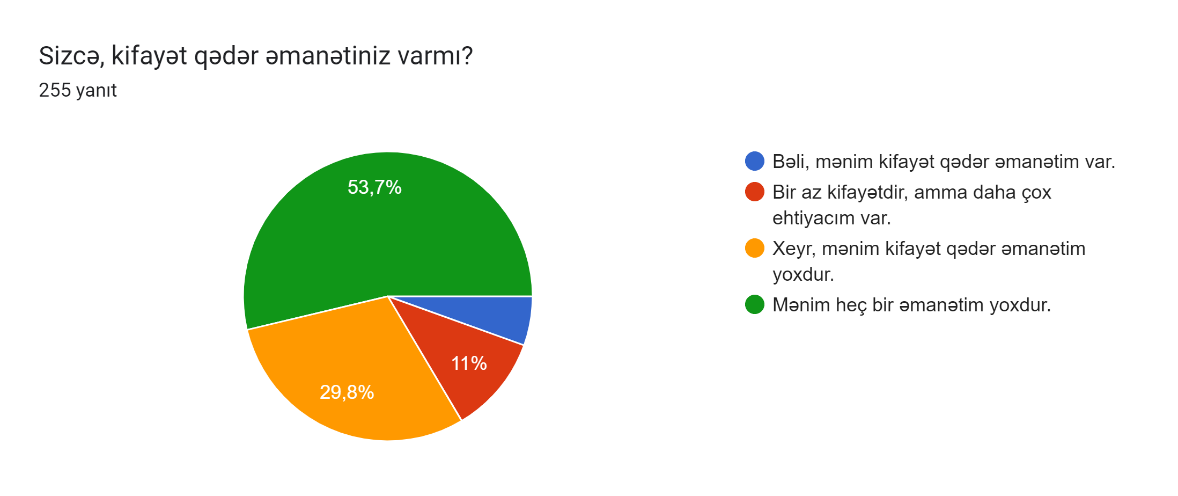 Sizcə, kifayət qədər əmanətiniz varmı?
255 yanıt
53,7%
11%
29,8%
Bəli, mənim kifayət qədər əmanətim var.
Bir az kifayətdir, amma daha çox
ehtiyacım var.
Xeyr, mənim kifayət qədər əmanətim
yoxdur.
Mənim heç bir əmanətim yoxdur.